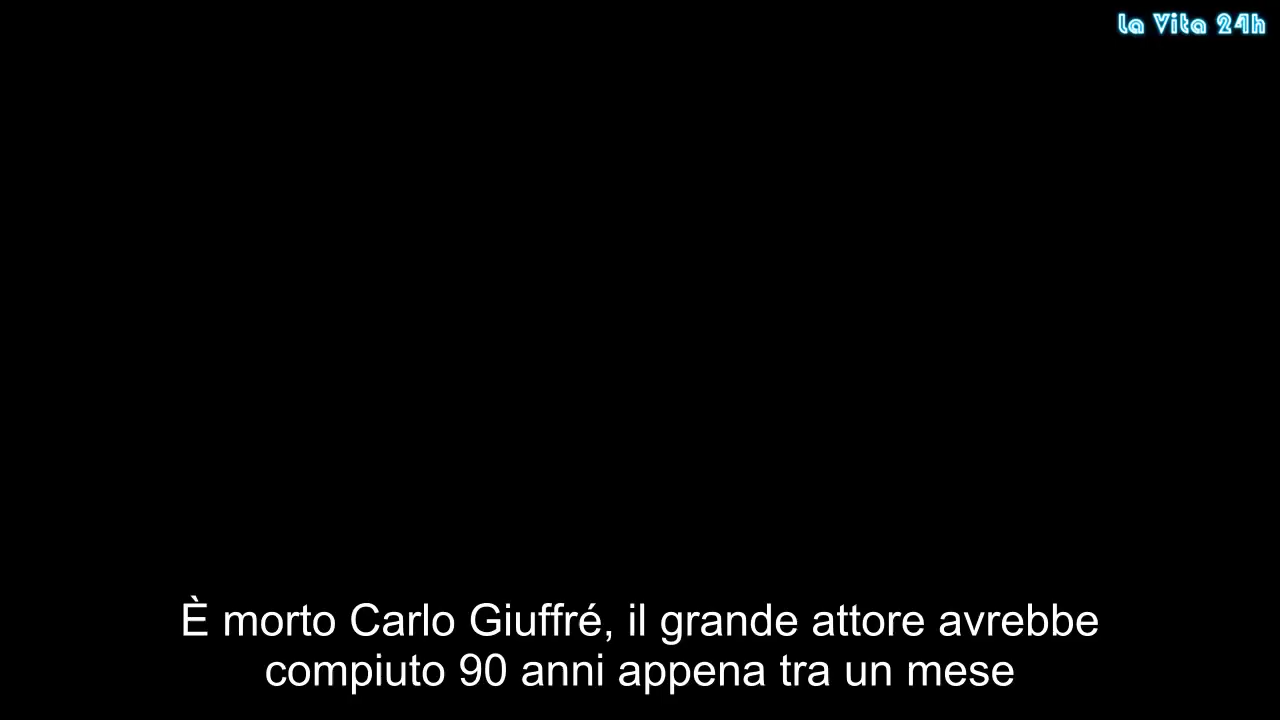 La Vita 24h
È morto Carlo Giuffré, il grande attore avrebbe
compiuto 90 anni appena tra un mese